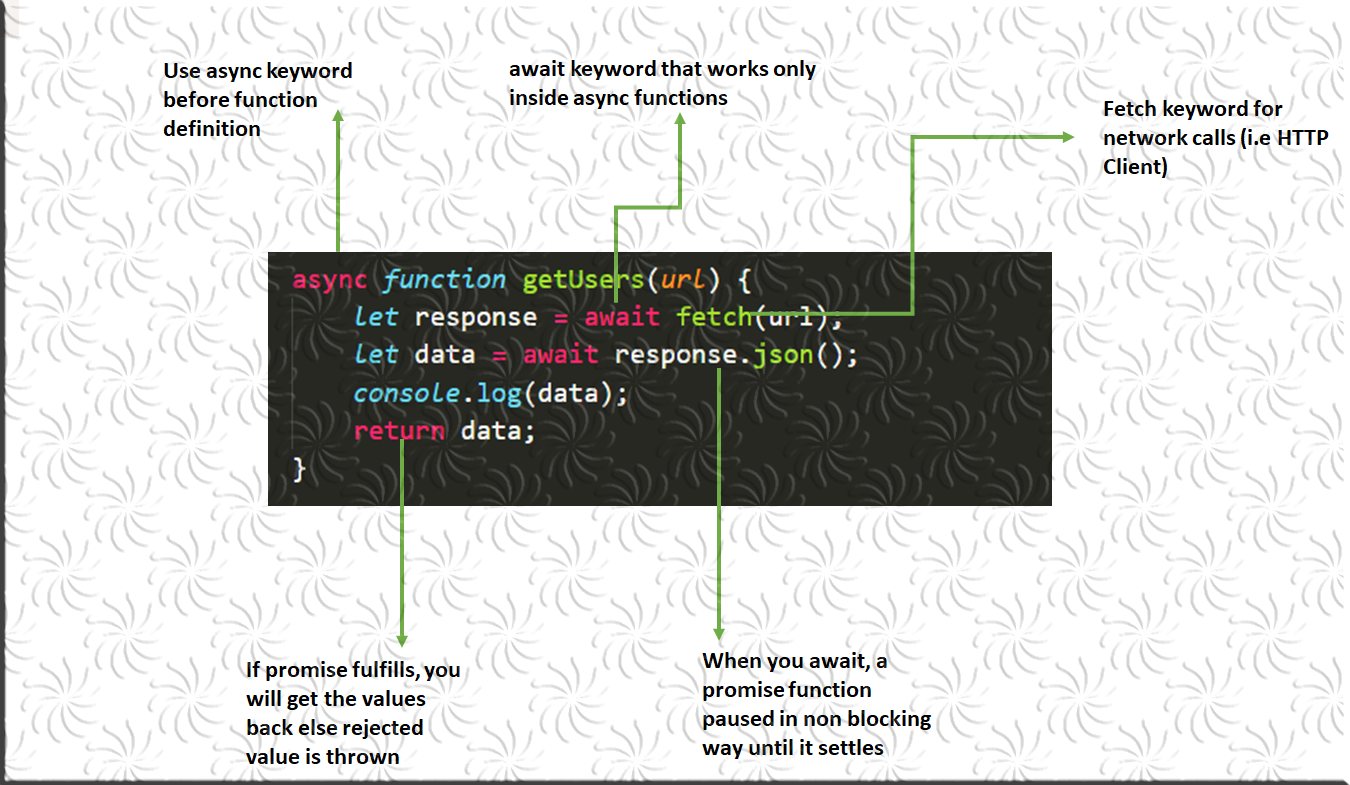 Use async keyword
before function
definition
await keyword that works only
inside async functions
Fetch keyword for
network calls (i.e HTTP
Client)
async function getUsers(url) {
let response = await fetch(url);
let data = await response.json();
console.log(data);
return data;
}
If promise fulfills, you
will get the values
back else rejected
value is thrown
When you await, a
promise function
paused in non blocking
way until it settles